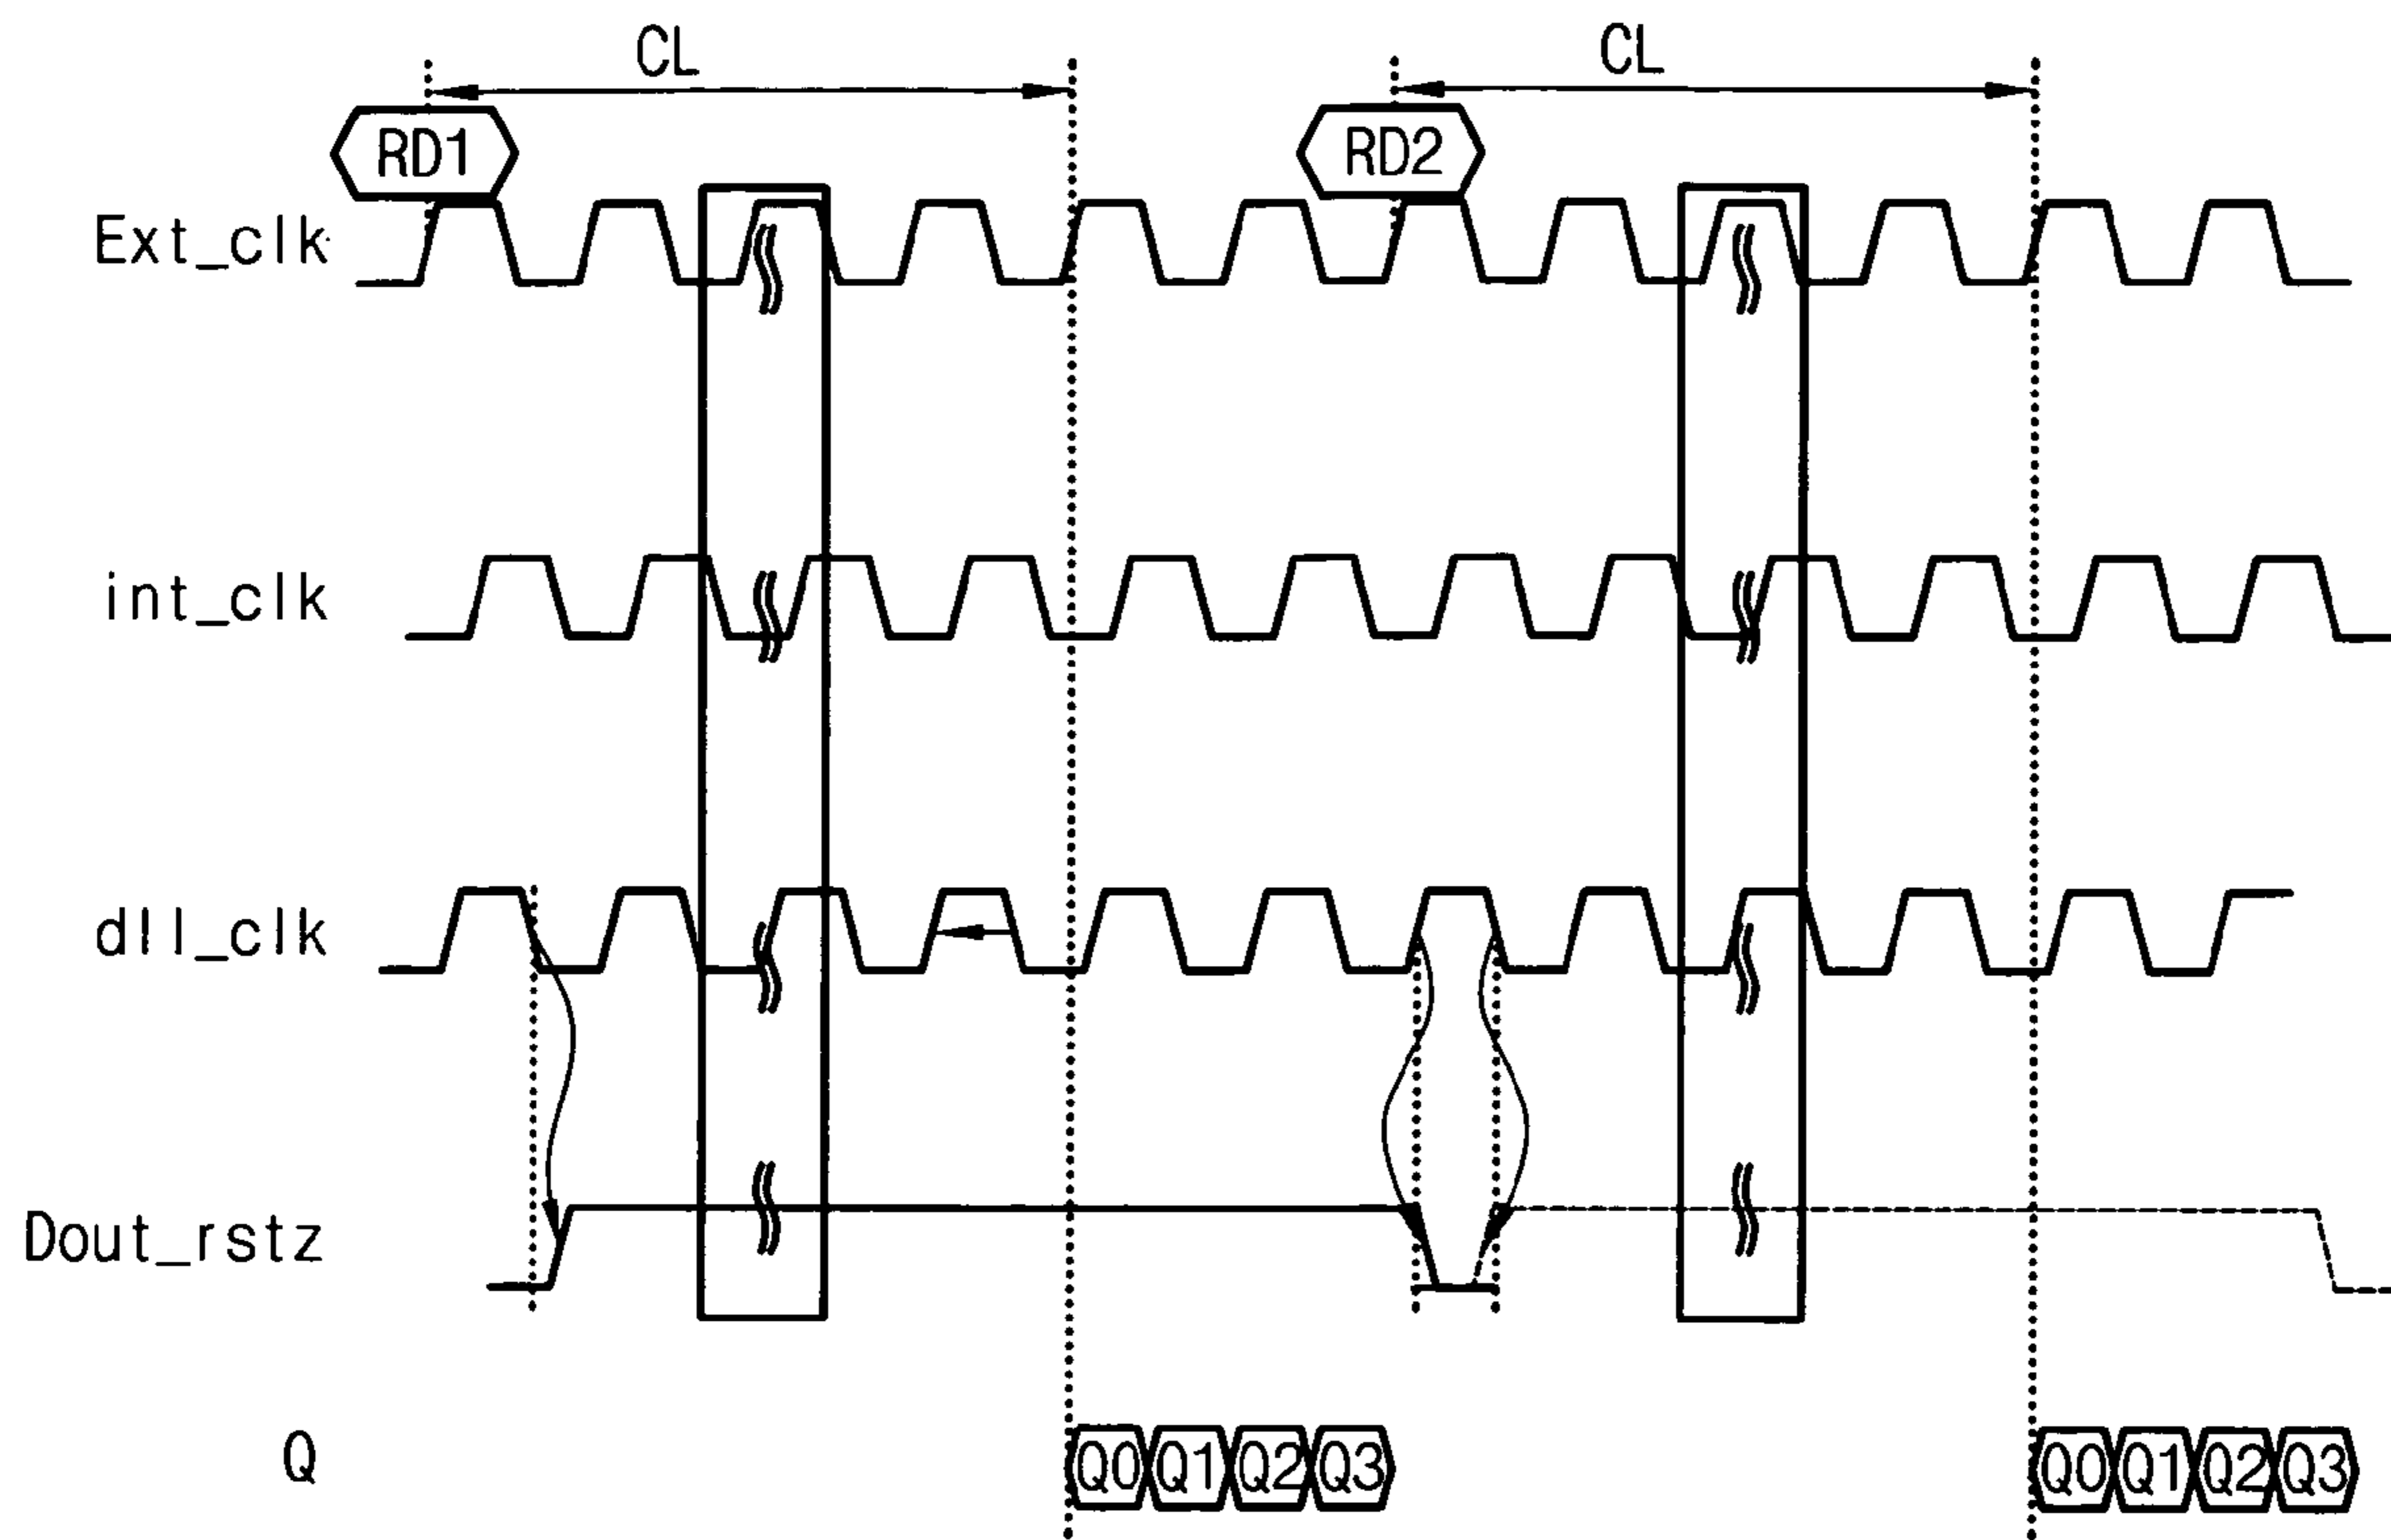 CL CL
RD1 RD2
Ext_clk
int_clk
dll_clk
Dout_rstz
Q Q0 Q1 Q2 Q3 Q0 Q1 Q2 Q3